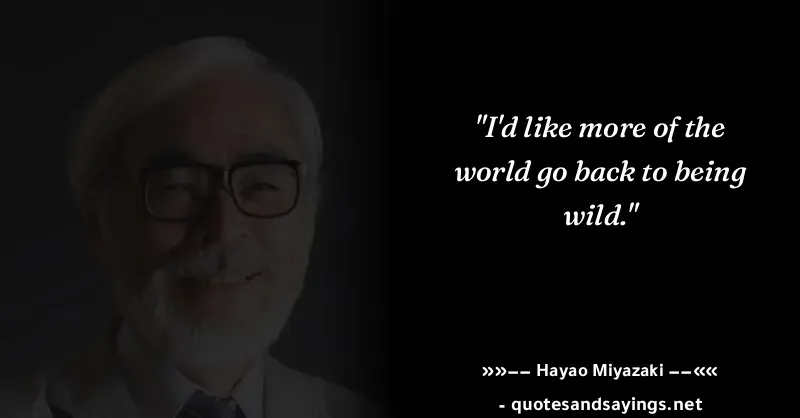 "I'd like more of the
world go back to being
wild."
»»−− Hayao Miyazaki −−««
- quotesandsayings.net